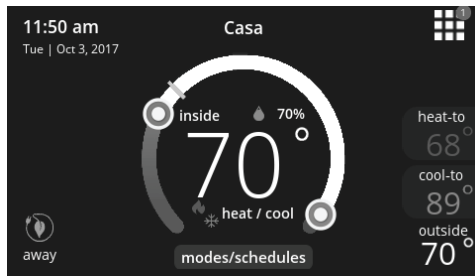 11:50 am
Casa
1
Tue | Oct 3, 2017
inside
70%
70°
heat / cool
heat-to
68°
cool-to
89°
outside
70°
away
modes/schedules